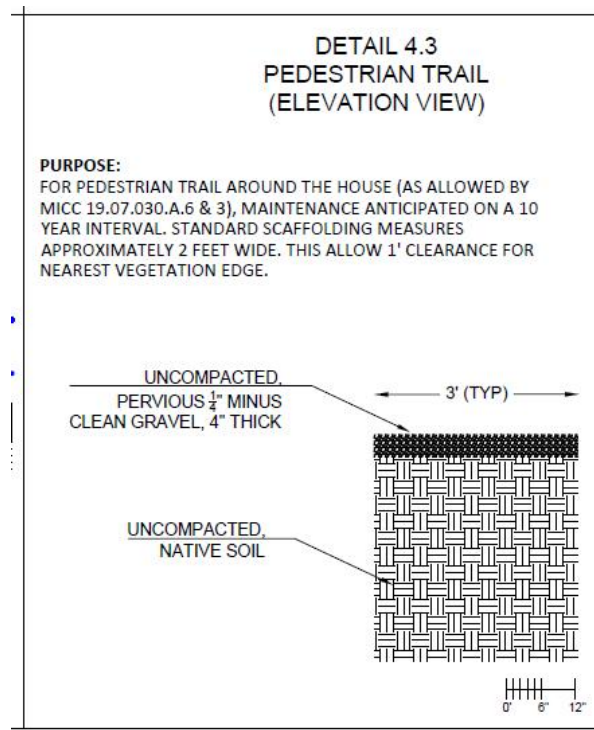 DETAIL 4.3
PEDESTRIAN TRAIL
(ELEVATION VIEW)
PURPOSE:
FOR PEDESTRIAN TRAIL AROUND THE HOUSE (AS ALLOWED BY
MICC 19.07.030.A.6 & 3), MAINTENANCE ANTICIPATED ON A 10
YEAR INTERVAL. STANDARD SCAFFOLDING MEASURES
APPROXIMATELY 2 FEET WIDE. THIS ALLOW 1' CLEARANCE FOR
NEAREST VEGETATION EDGE.
UNCOMPACTED,
PERVIOUS 1/4" MINUS
CLEAN GRAVEL, 4" THICK
3' (TYP)
UNCOMPACTED,
NATIVE SOIL
0' 6" 12"